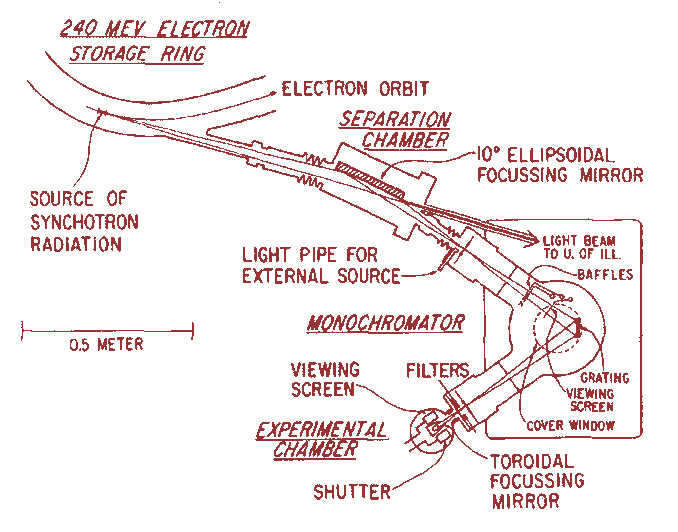 240 MEV ELECTRON
STORAGE RING
ELECTRON ORBIT
SEPARATION
CHAMBER
10° ELLIPSOIDAL
FOCUSSING MIRROR
SOURCE OF
SYNCHOTRON
RADIATION
LIGHT PIPE FOR
EXTERNAL SOURCE
LIGHT BEAM
TO U. OF ILL.
BAFFLES
MONOCHROMATOR
0.5 METER
VIEWING
SCREEN
FILTERS
GRATING
VIEWING
SCREEN
COVER WINDOW
EXPERIMENTAL
CHAMBER
SHUTTER
TOROIDAL
FOCUSSING
MIRROR